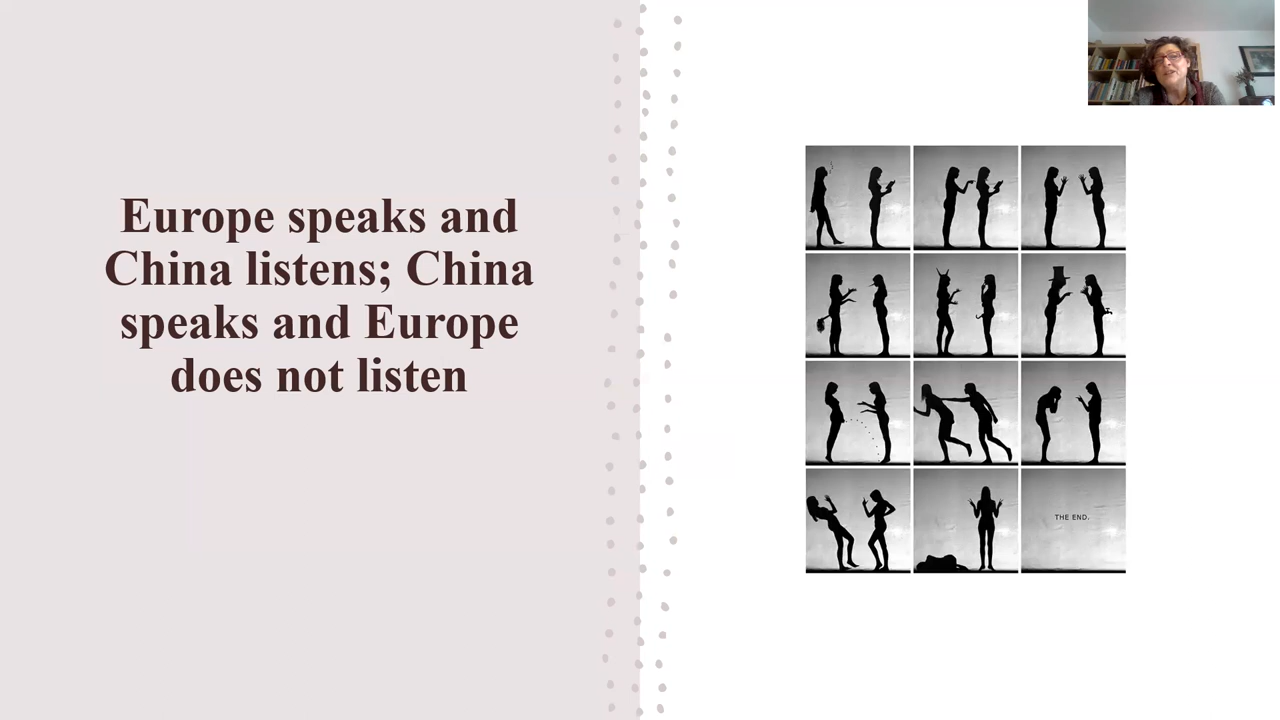 Europe speaks and
China listens; China
speaks and Europe
does not listen
THE END.